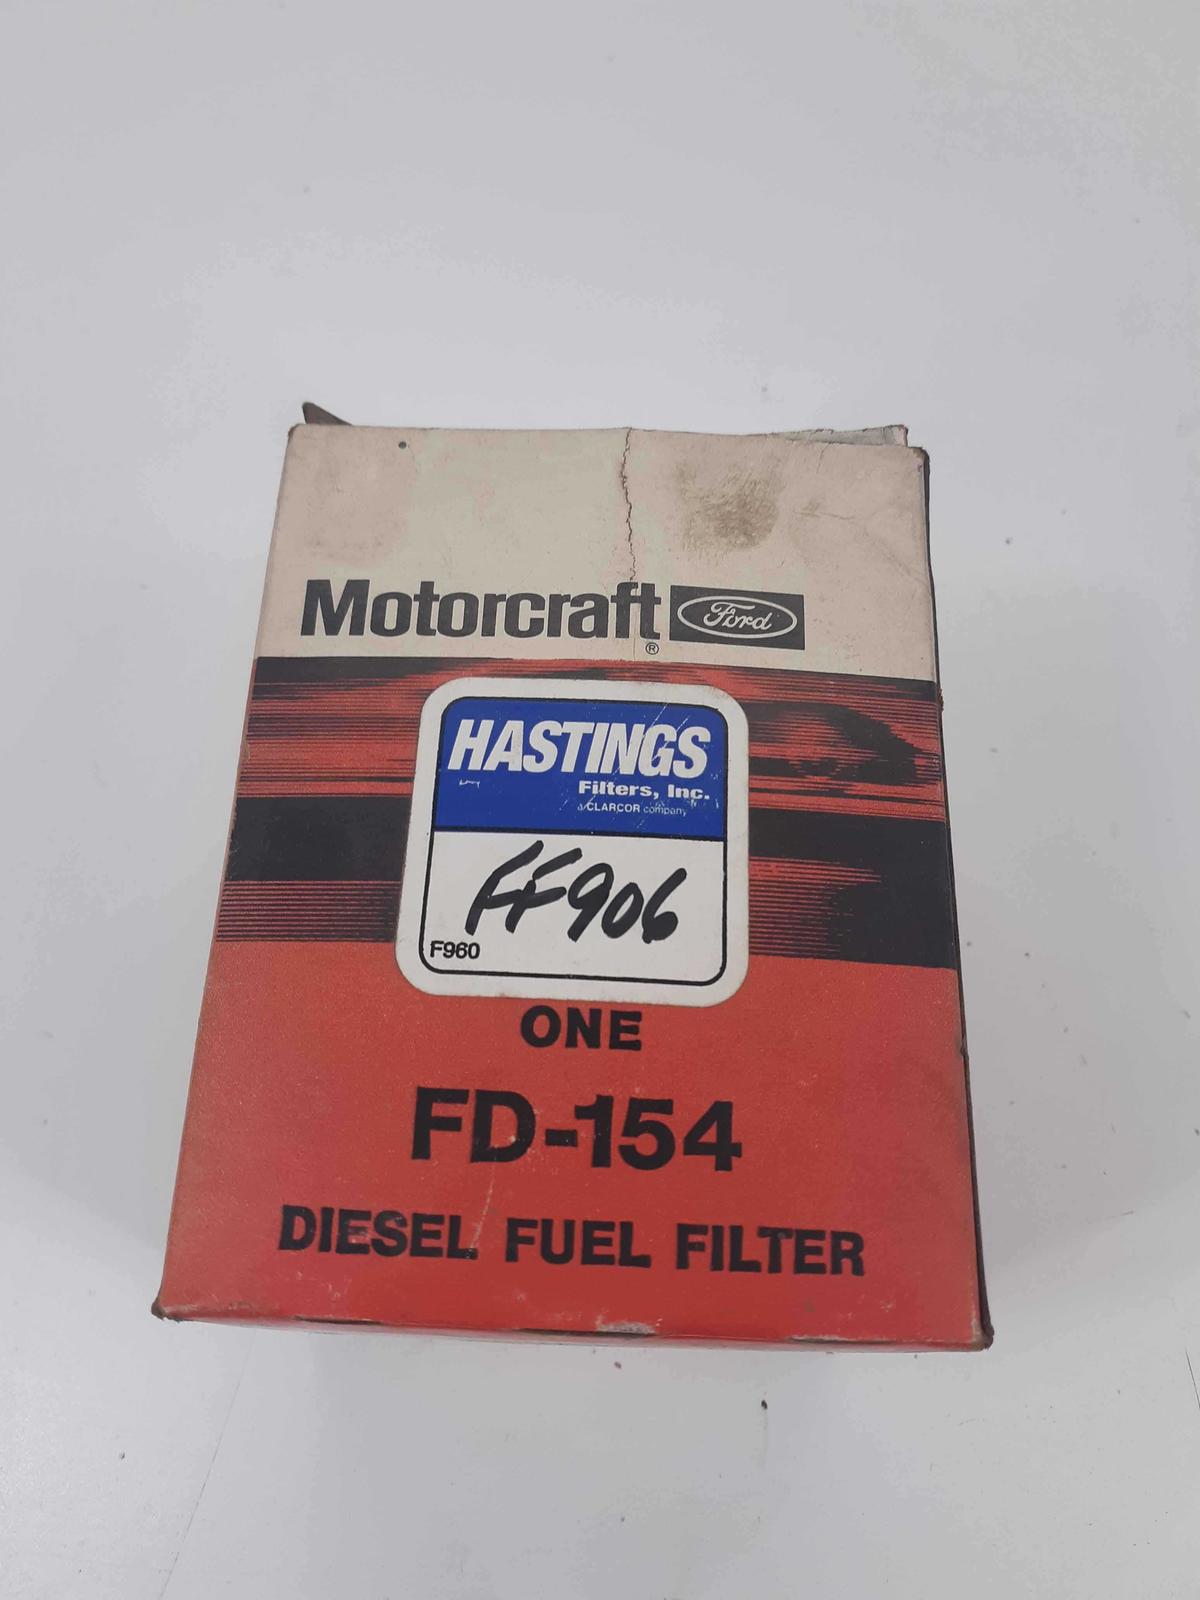 Motorcraft® Ford
HASTINGS
Filters, Inc.
a CLARCOR company
FF906
F960
ONE
FD-154
DIESEL FUEL FILTER